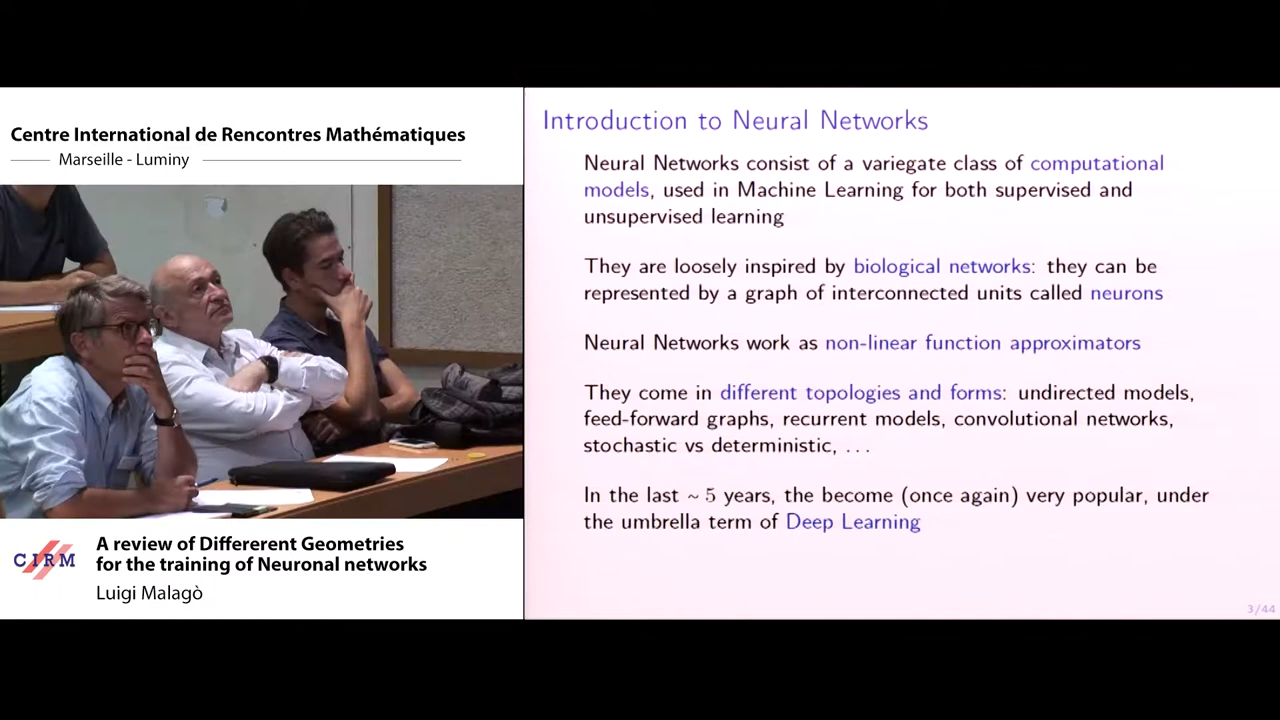 Centre International de Rencontres Mathématiques
Marseille - Luminy
CIRM
A review of Differerent Geometries
for the training of Neuronal networks
Luigi Malagò
Introduction to Neural Networks
Neural Networks consist of a variegate class of computational
models, used in Machine Learning for both supervised and
unsupervised learning
They are loosely inspired by biological networks: they can be
represented by a graph of interconnected units called neurons
Neural Networks work as non-linear function approximators
They come in different topologies and forms: undirected models,
feed-forward graphs, recurrent models, convolutional networks,
stochastic vs deterministic, ...
In the last ~ 5 years, the become (once again) very popular, under
the umbrella term of Deep Learning
3/44